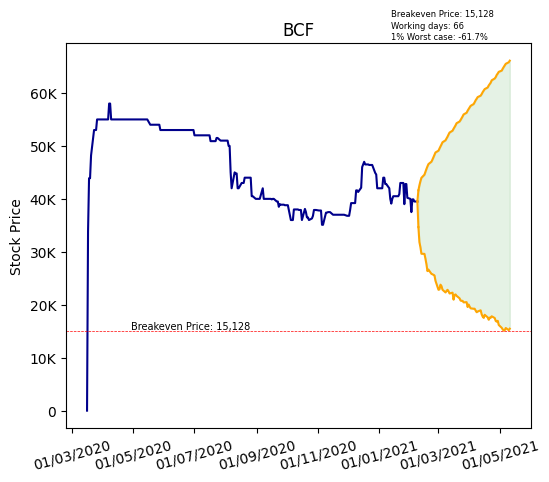 Breakeven Price: 15,128
Working days: 66
1% Worst case: -61.7%
BCF
Stock Price
60K
50K
40K
30K
20K
10K
0
Breakeven Price: 15,128
01/03/2020 01/05/2020 01/07/2020 01/09/2020 01/11/2020 01/01/2021 01/03/2021 01/05/2021